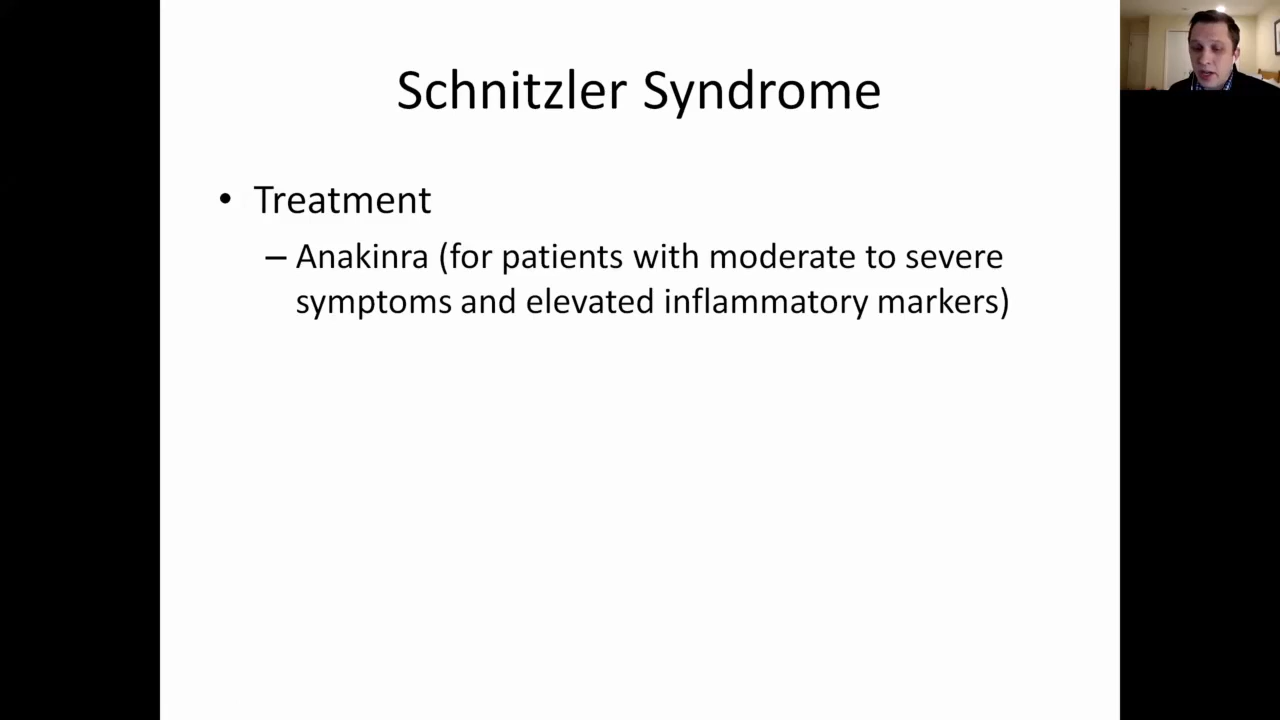 Schnitzler Syndrome
• Treatment
– Anakinra (for patients with moderate to severe
symptoms and elevated inflammatory markers)